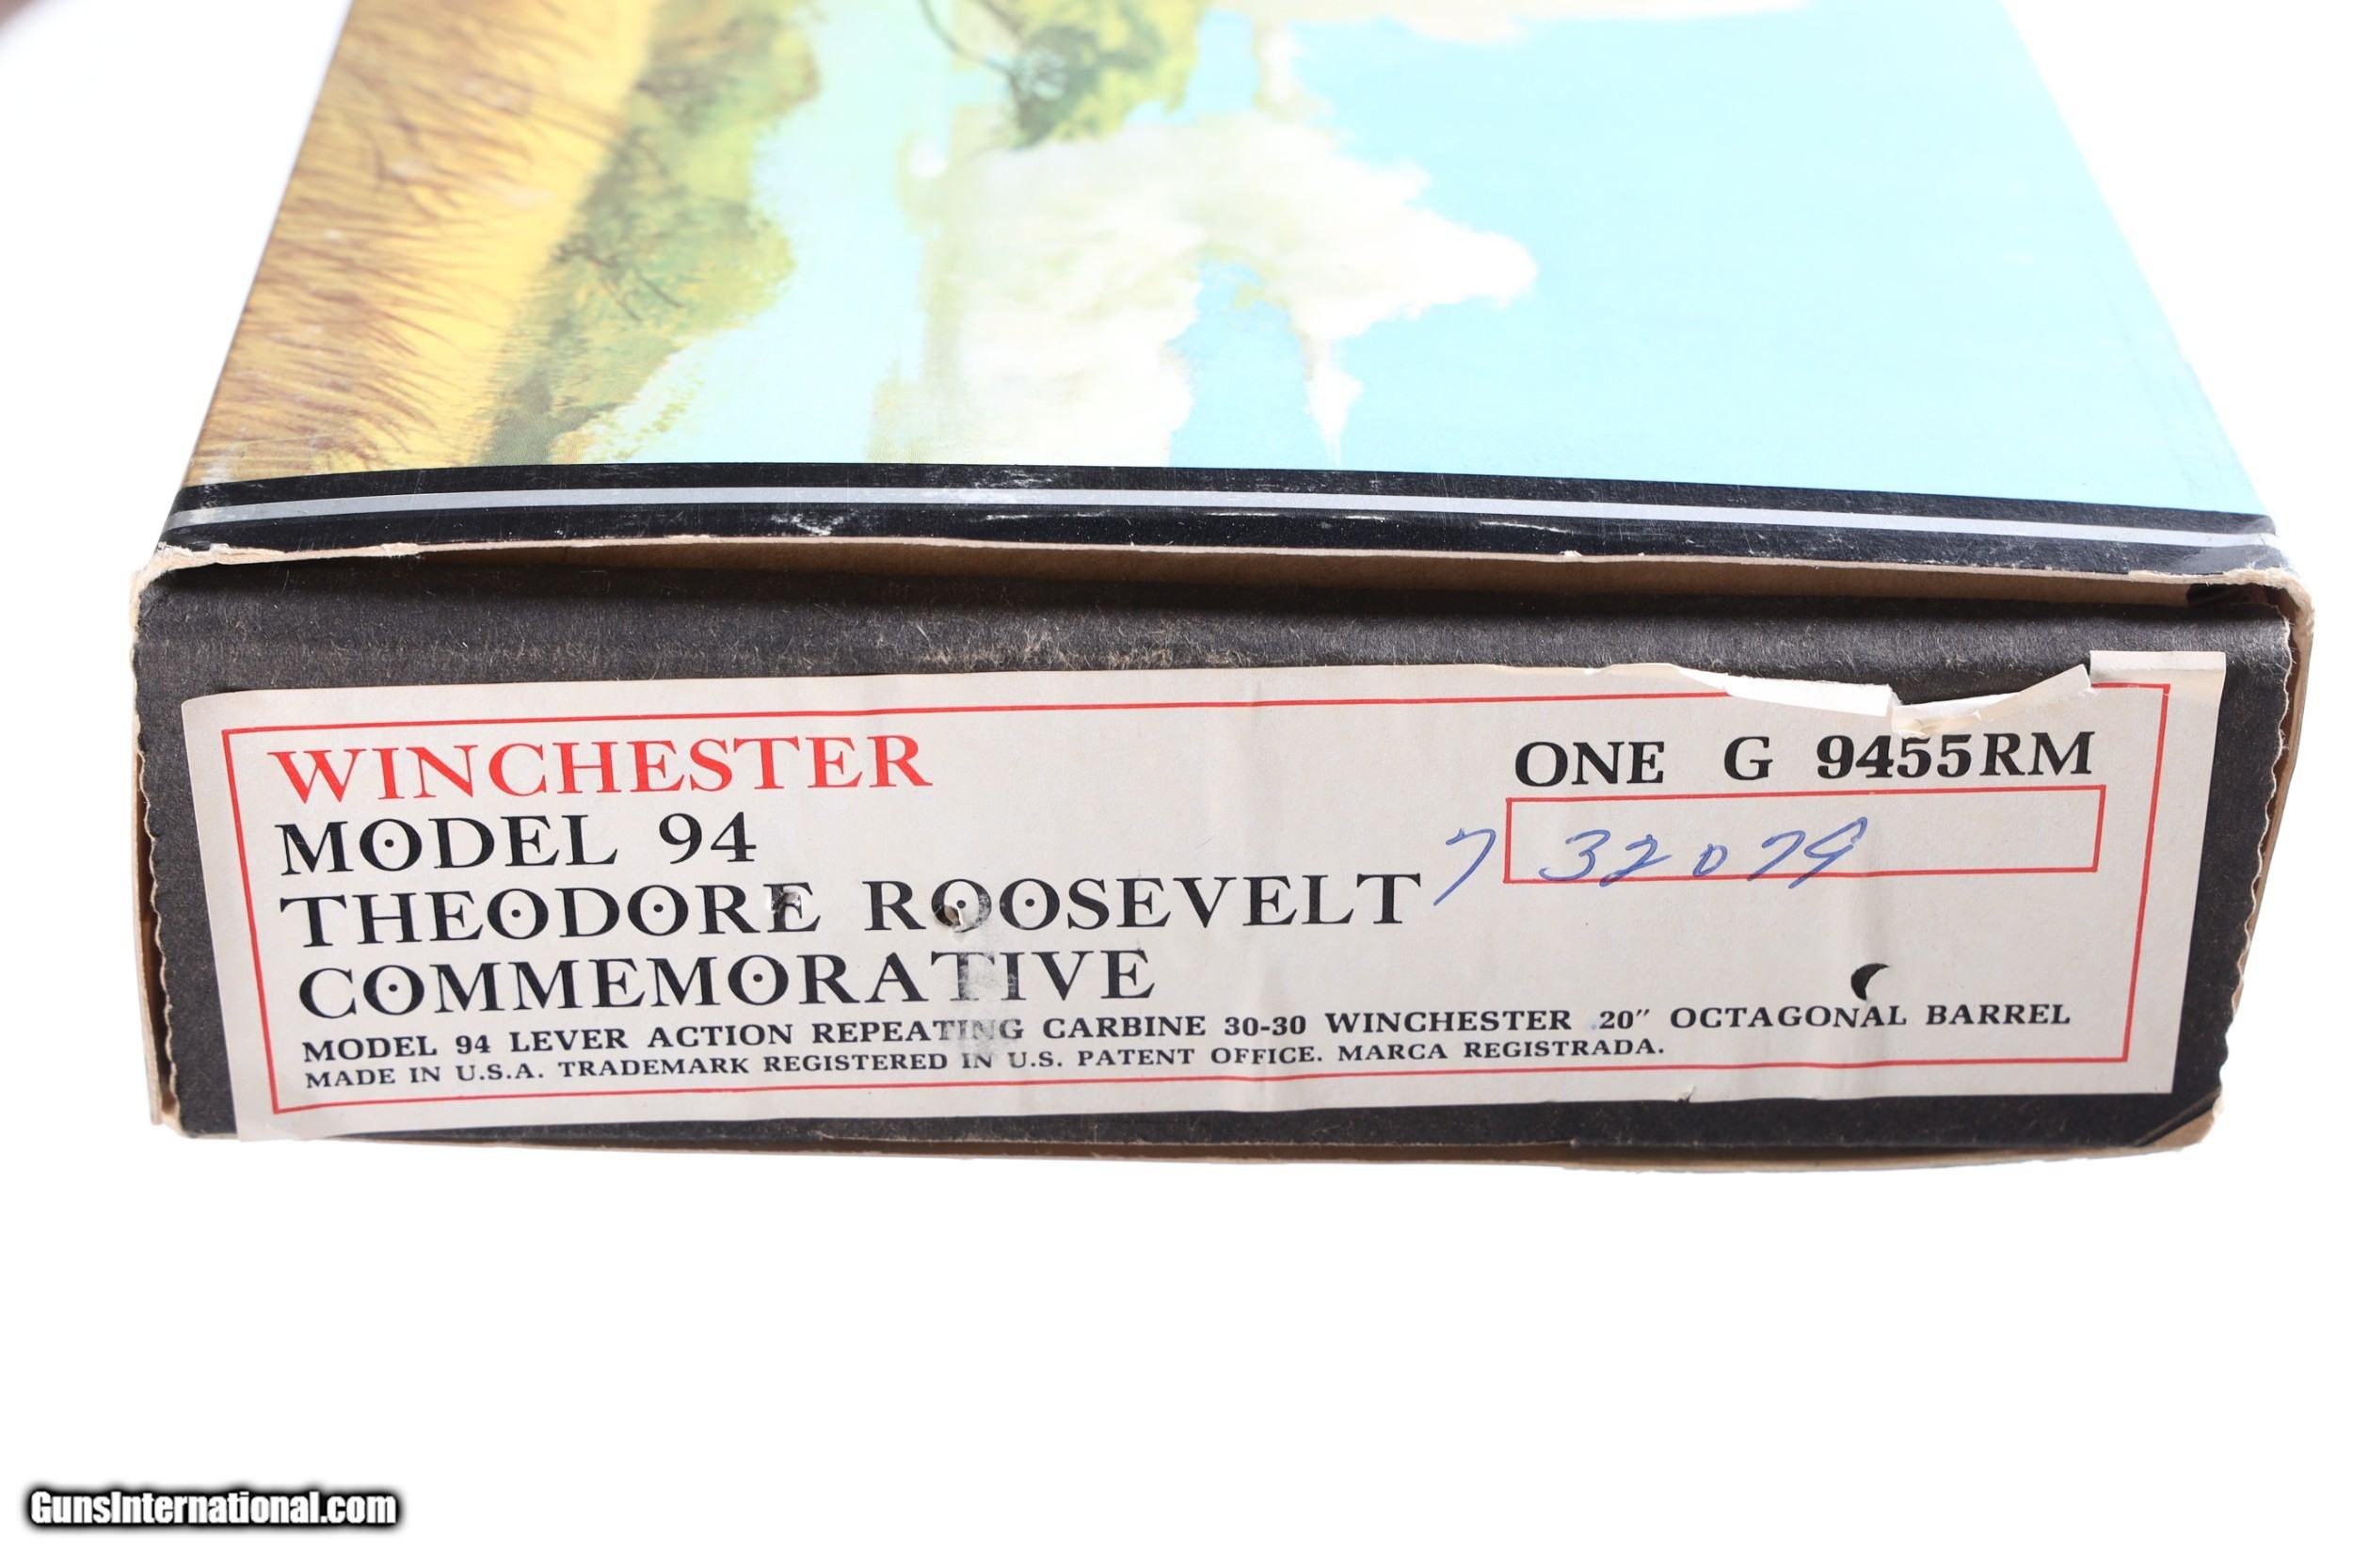 WINCHESTER
ONE G 9455RM
MODEL 94
7 32079
THEODORE ROOSEVELT
COMMEMORATIVE
MODEL 94 LEVER ACTION REPEATING CARBINE 30-30 WINCHESTER 20" OCTAGONAL BARREL
MADE IN U.S.A. TRADEMARK REGISTERED IN U.S. PATENT OFFICE. MARCA REGISTRADA.
GunsInternational.com